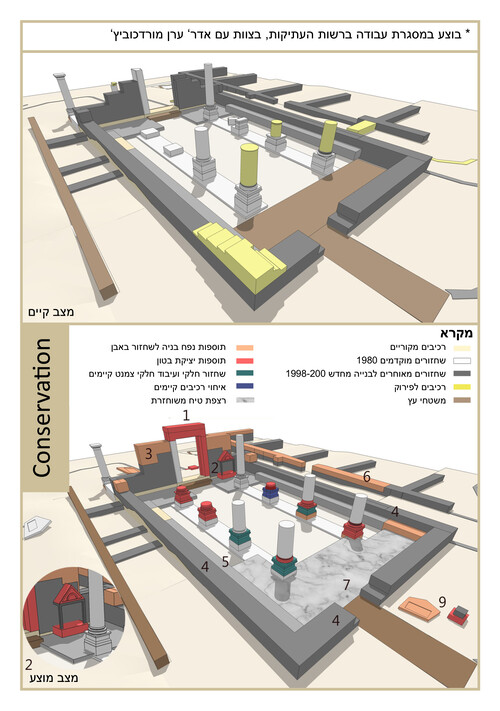 * בוצע במסגרת עבודה ברשות העתיקות, בצוות עם אדר' ערן מורדכוביץ'
מצב קיים
Conservation
מקרא
רכיבים מקוריים
שחזורים מוקדמים 1980
שחזורים מאוחרים לבנייה מחדש 1998-200
רכיבים לפירוק
משטחי עץ
תוספות נפח בניה לשחזור באבן
תוספות יציקת בטון
שחזור חלקי ועיבוד חלקי צמנט קיימים
איחוי רכיבים קיימים
רצפת טיח משוחזרת
1
3
2
6
4
5
4
7
9
4
2
מצב מוצע